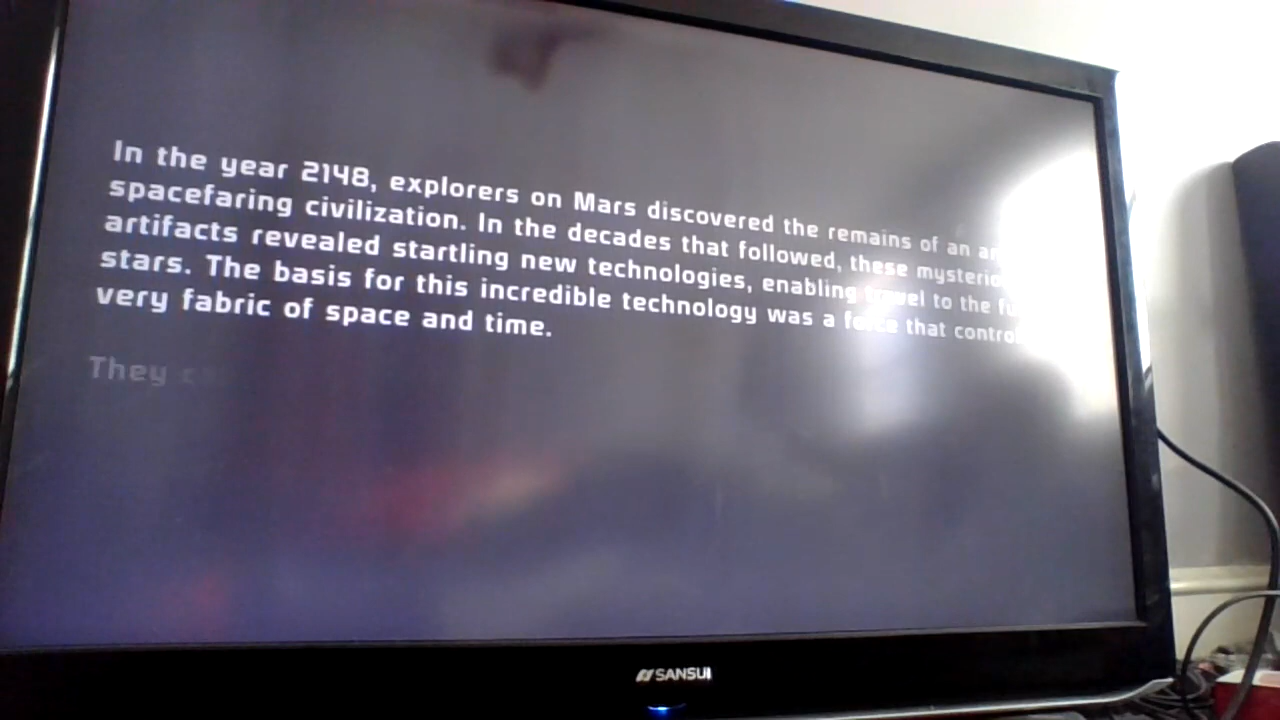 In the year 2148, explorers on Mars discovered the remains of an
spacefaring civilization. In the decades that followed, these
artifacts revealed startling new technologies, enabling travel to the
stars. The basis for this incredible technology was a force that
very fabric of space and time.
They
SANSUI